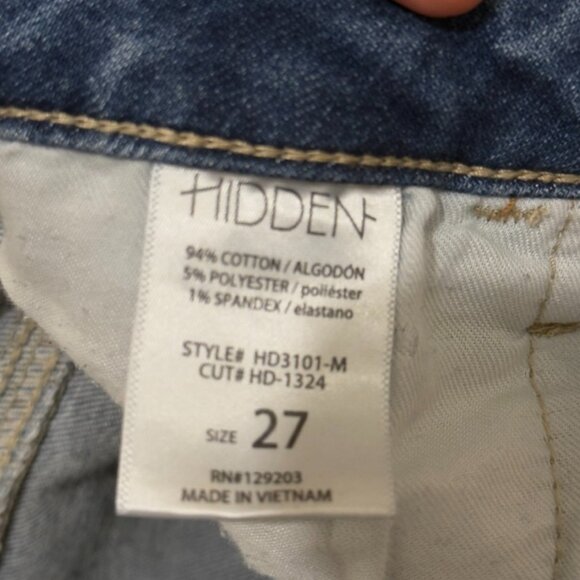 HIDDEN
94% COTTON / ALGODÓN
5% POLYESTER / poliéster
1% SPANDEX / elastano
STYLE# HD3101-M
CUT# HD-1324
SIZE 27
RN#129203
MADE IN VIETNAM